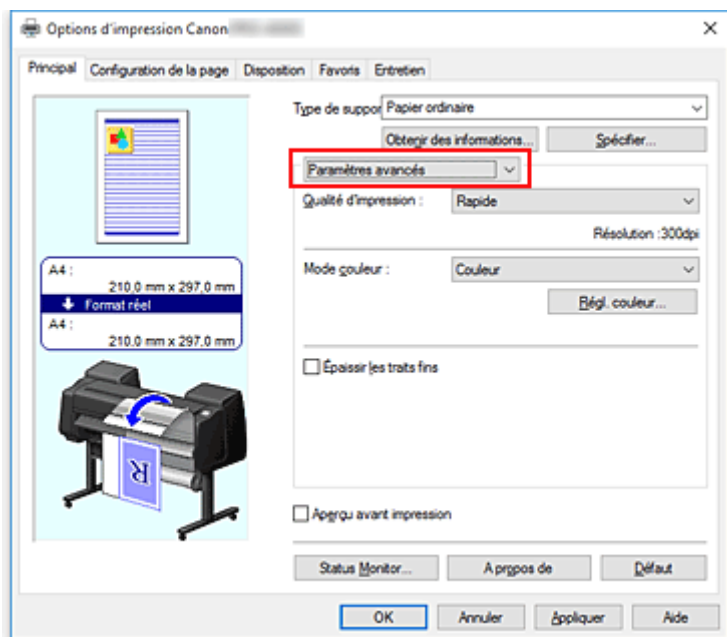 Options d'impression Canon
Principal Configuration de la page Disposition Favoris Entretien
Type de suppor Papier ordinaire
Obtenir des informations... Spécifier...
Paramètres avancés
Qualité d'impression : Rapide
Résolution :300dpi
Mode couleur : Couleur
Régl. couleur...
Épaissir les traits fins
A4 :
210,0 mm x 297,0 mm
Format réel
A4 :
210.0 mm x 297.0 mm
R
Aperçu avant impression
Status Monitor... A propos de Défaut
OK Annuler Appliquer Aide